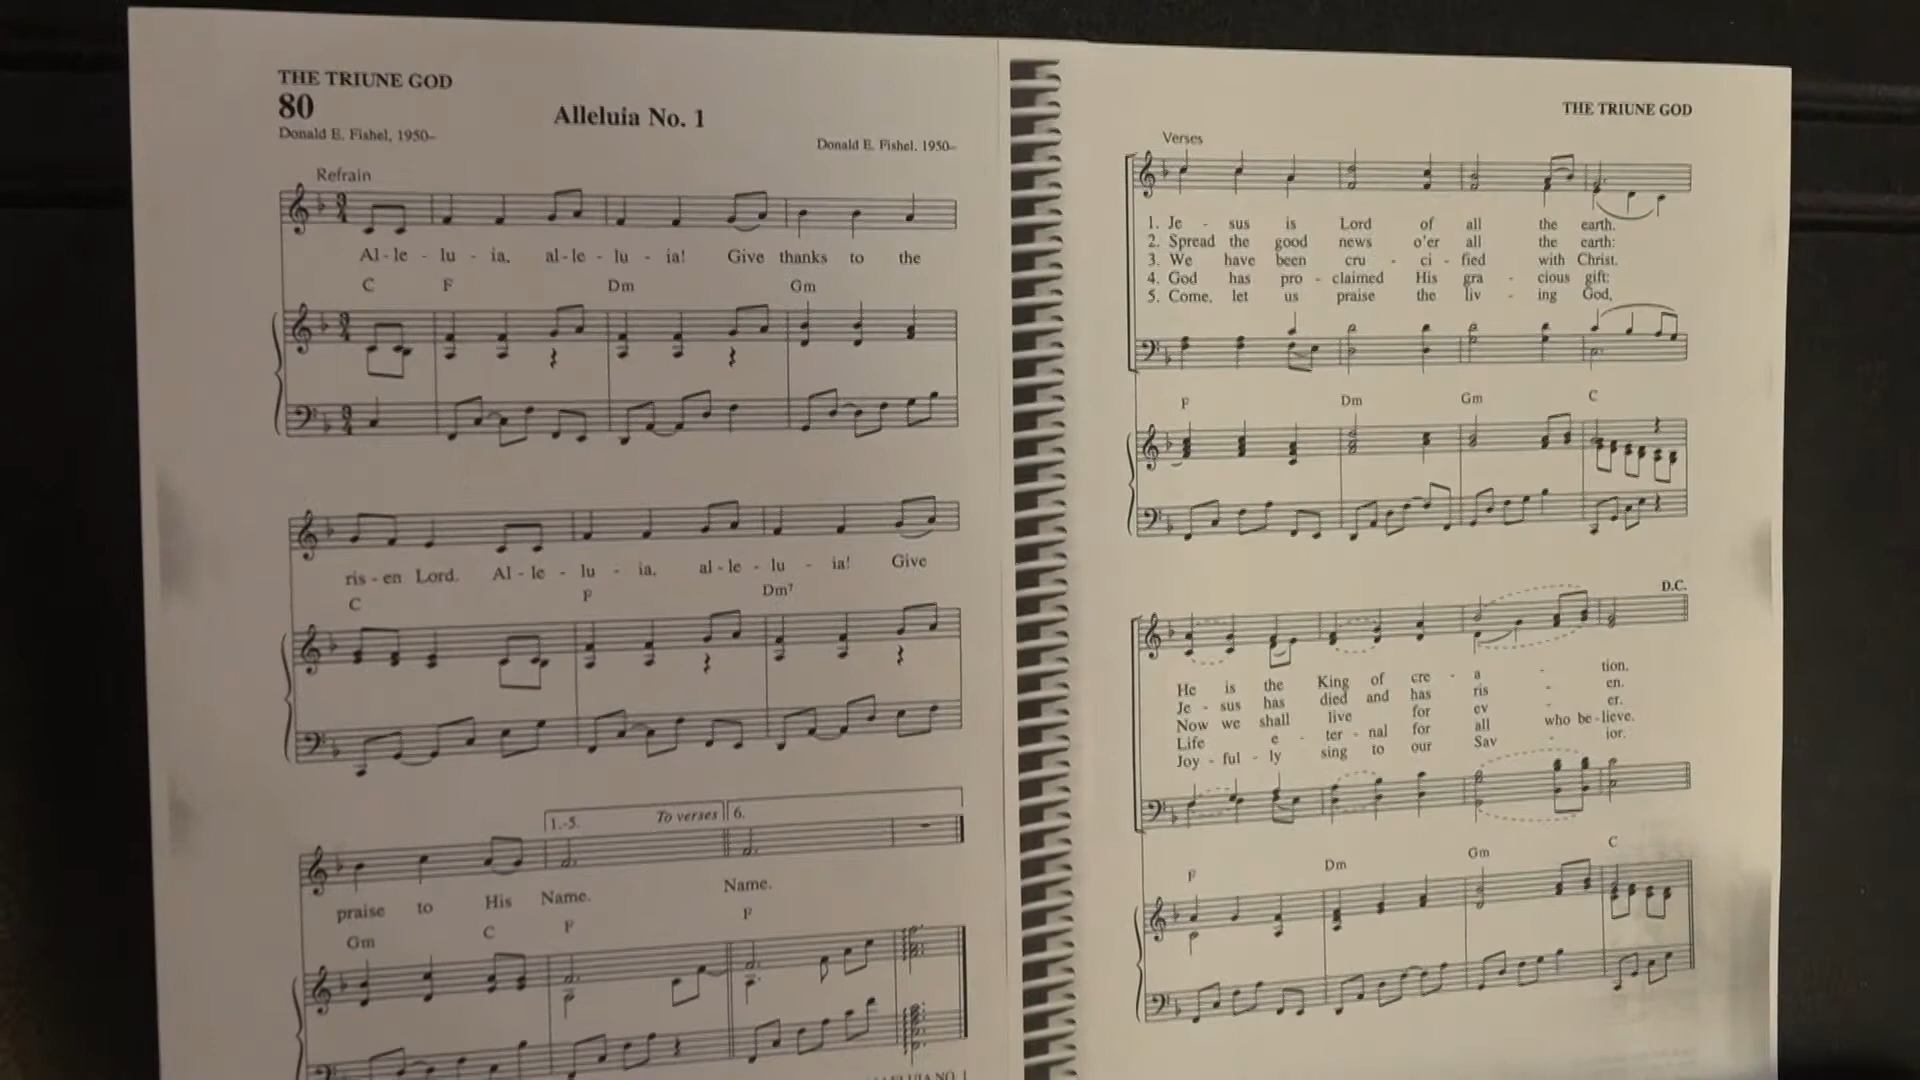 THE TRIUNE GOD
80
Alleluia No. 1
Donald E. Fishel, 1950–
Donald E. Fishel, 1950–
Refrain
Al - le - lu - ia, al - le - lu - ia! Give thanks to the
C F Dm Gm
ris - en Lord. Al - le - lu - ia, al - le - lu - ia! Give
C F Dm7
1.-5. To verses 6.
praise to His Name. Name.
Gm C F F
THE TRIUNE GOD
Verses
1. Je - sus is Lord of all the earth.
2. Spread the good news o'er all the earth:
3. We have been cru - ci - fied with Christ.
4. God has pro - claimed His gra - cious gift:
5. Come, let us praise the liv - ing God,
F Dm Gm C
D.C.
He is the King of cre - a - tion.
Je - sus has died and has ris - en.
Now we shall live for ev - er.
Life e - ter - nal for all who be - lieve.
Joy - ful - ly sing to our Sav - ior.
F Dm Gm C